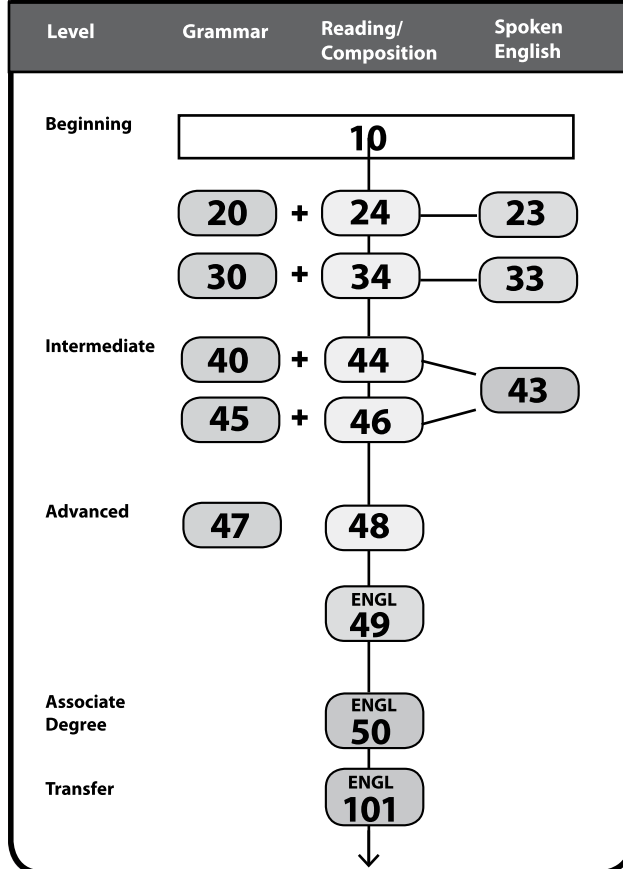 Level Grammar Reading/ Spoken
Composition English
Beginning
10
20 + 24 23
30 + 34 33
Intermediate
40 + 44
43
45 + 46
Advanced
47 48
ENGL
49
Associate
Degree
ENGL
50
Transfer
ENGL
101